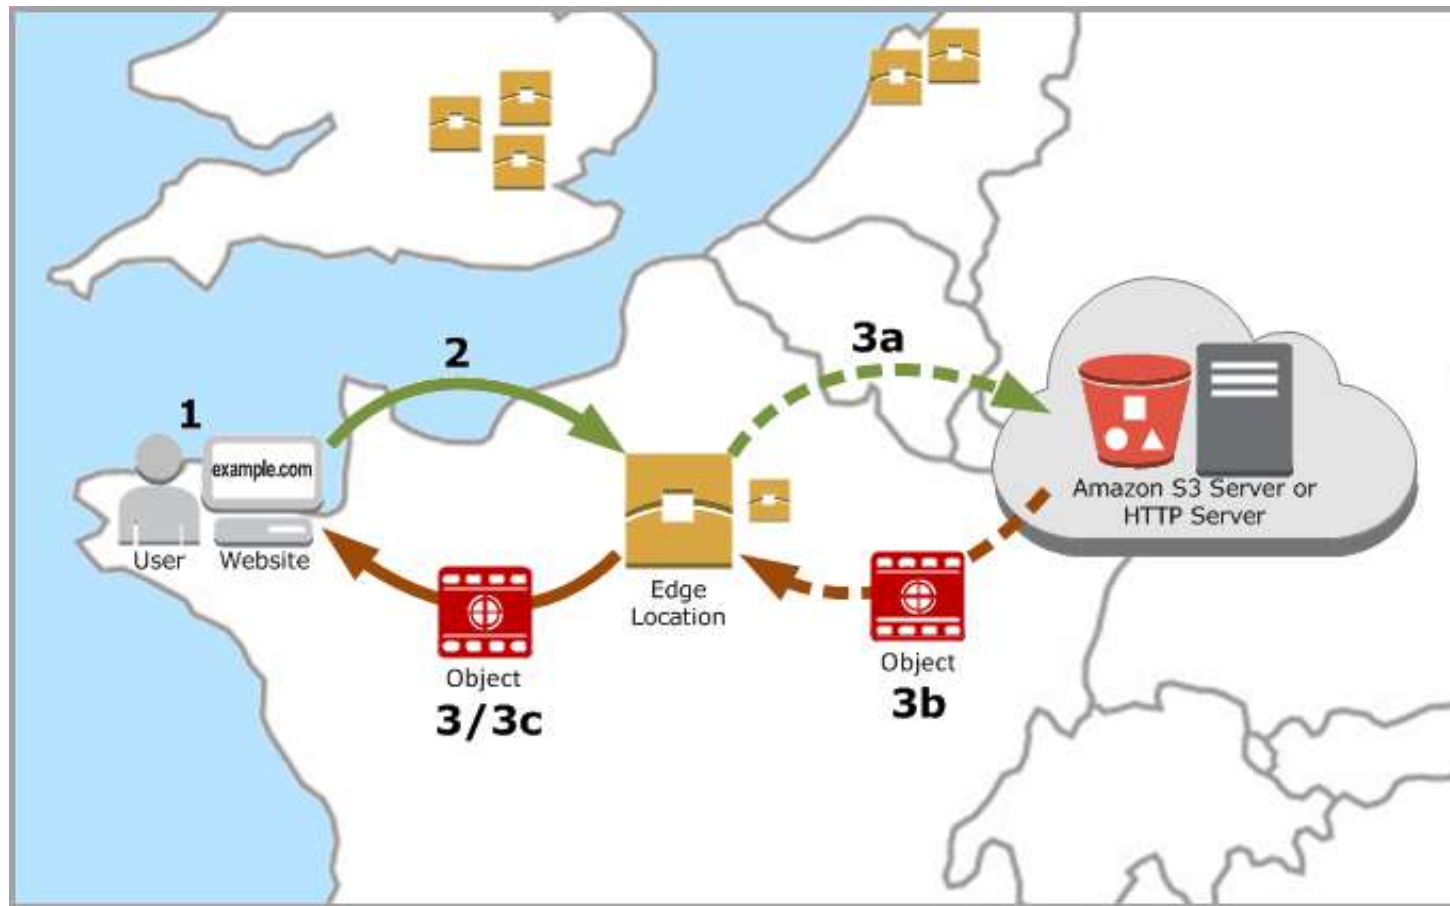 1
2
3a
example.com
User
Website
Edge
Location
Amazon S3 Server or
HTTP Server
Object
3/3c
Object
3b